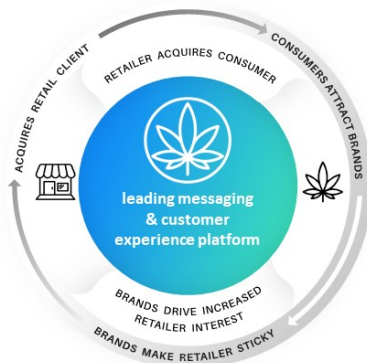 ACQUIRES RETAIL CLIENT
RETAILER ACQUIRES CONSUMER
CONSUMERS ATTRACT BRANDS
leading messaging
& customer
experience platform
BRANDS DRIVE INCREASED
RETAILER INTEREST
BRANDS MAKE RETAILER STICKY